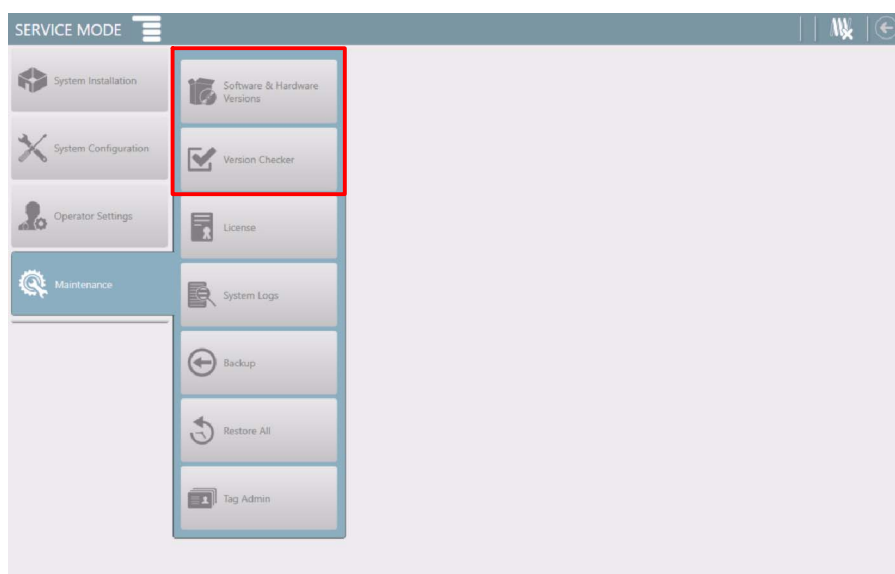 SERVICE MODE
System Installation
System Configuration
Operator Settings
Maintenance
Software & Hardware
Versions
Version Checker
License
System Logs
Backup
Restore All
Tag Admin